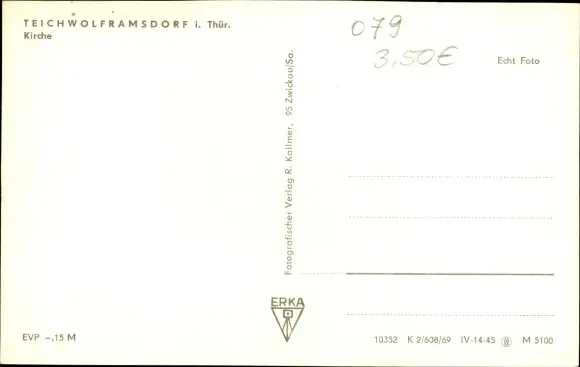 TEICHWOLFRAMSDORF i. Thür.
Kirche
079
3,50€
Echt Foto
Fotografischer Verlag R. Kallmer, 95 Zwickau/Sa.
ERKA
EVP –,15 M
10352 K 2/608/69 IV-14-45 M 5100